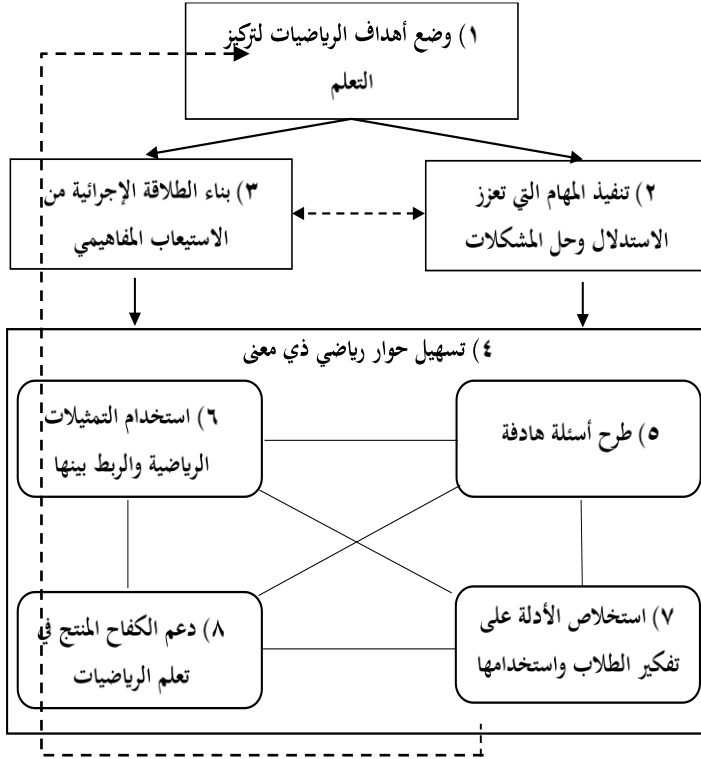 ١) وضع أهداف الرياضيات لتركيز
التعلم
٢) تنفيذ المهام التي تعزز
الاستدلال وحل المشكلات
٣) بناء الطلاقة الإجرائية من
الاستيعاب المفاهيمي
٤) تسهيل حوار رياضي ذي معنى
٥) طرح أسئلة هادفة
٦) استخدام التمثيلات
الرياضية والربط بينها
٧) استخلاص الأدلة على
تفكير الطلاب واستخدامها
٨) دعم الكفاح المنتج في
تعلم الرياضيات